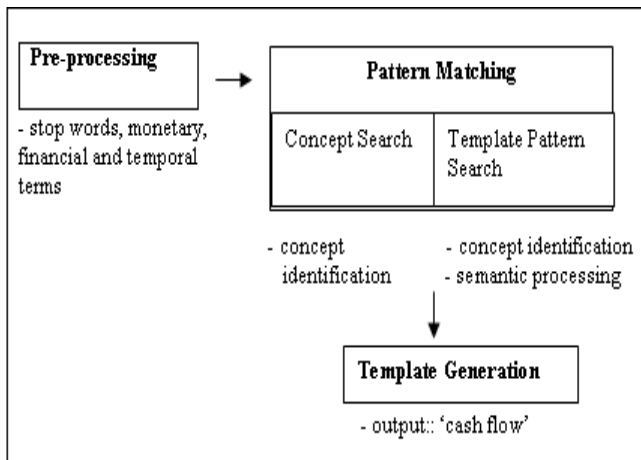 Pre-processing
- stop words, monetary,
financial and temporal
terms
Pattern Matching
Concept Search
Template Pattern
Search
- concept
identification
- concept identification
- semantic processing
Template Generation
- output:: ‘cash flow’